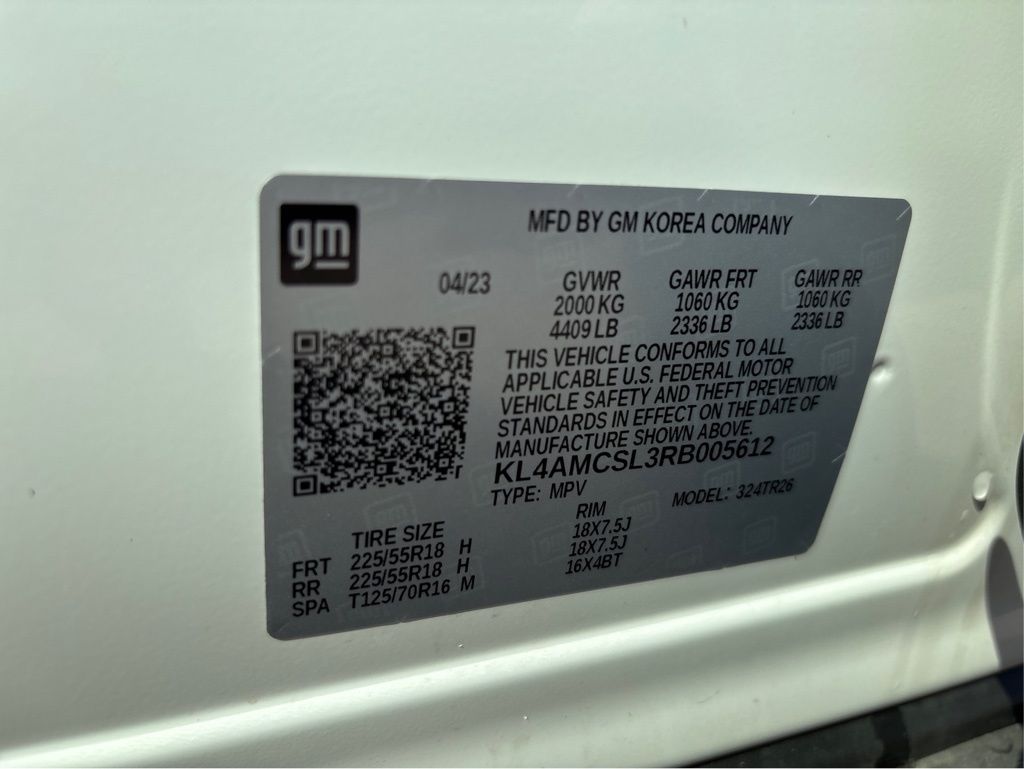 gm
MFD BY GM KOREA COMPANY
04/23 GVWR GAWR FRT GAWR RR
2000 KG 1060 KG 1060 KG
4409 LB 2336 LB 2336 LB
THIS VEHICLE CONFORMS TO ALL
APPLICABLE U.S. FEDERAL MOTOR
VEHICLE SAFETY AND THEFT PREVENTION
STANDARDS IN EFFECT ON THE DATE OF
MANUFACTURE SHOWN ABOVE.
KL4AMCSL3RB005612
TYPE: MPV MODEL: 324TR26
TIRE SIZE RIM
FRT 225/55R18 H 18X7.5J
RR 225/55R18 H 18X7.5J
SPA T125/70R16 M 16X4BT